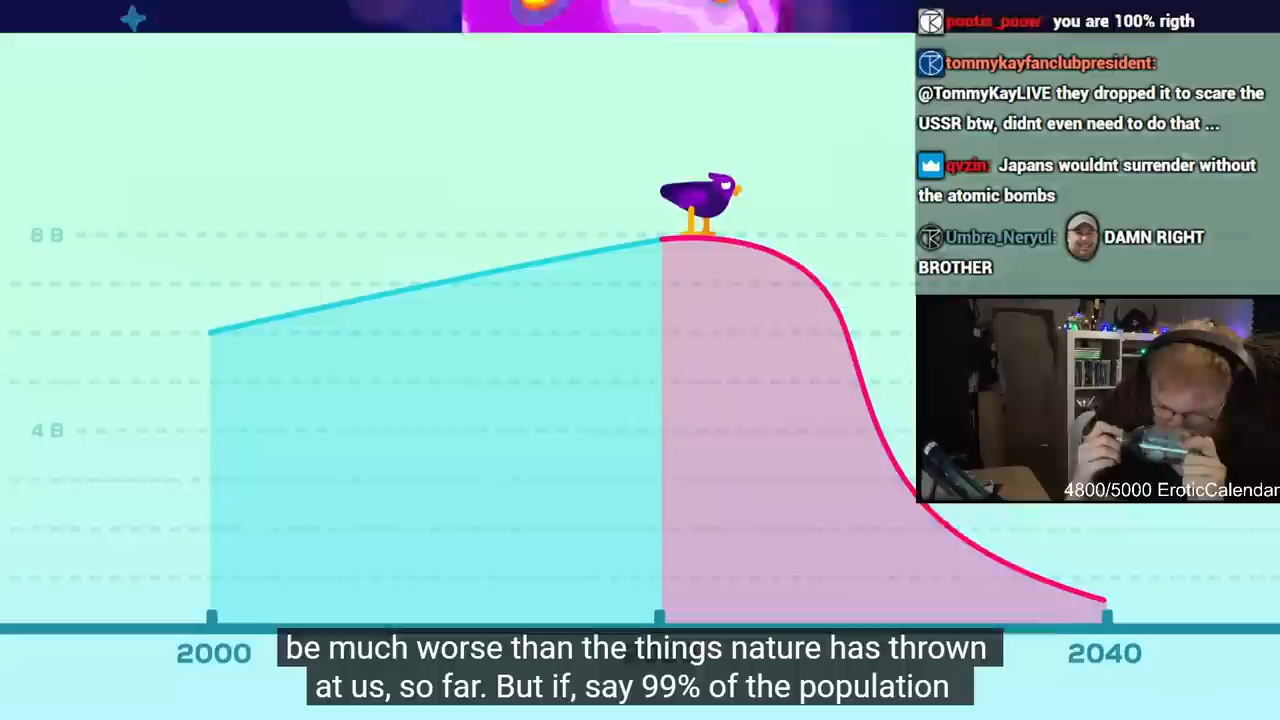 pootis_pouw: you are 100% rigth
tommykayfanclubpresident:
@TommyKayLIVE they dropped it to scare the
USSR btw, didnt even need to do that ...
qvzin: Japans wouldnt surrender without
the atomic bombs
Umbra_Neryul: DAMN RIGHT
BROTHER
8 B
4 B
4800/5000 EroticCalendar
2000
2040
be much worse than the things nature has thrown
at us, so far. But if, say 99% of the population